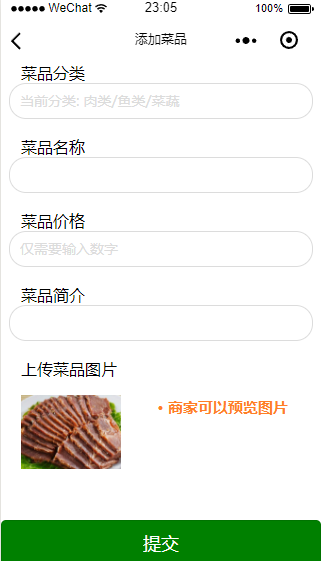 WeChat 23:05 100%
添加菜品
菜品分类
当前分类: 肉类/鱼类/菜蔬
菜品名称
菜品价格
仅需要输入数字
菜品简介
上传菜品图片
• 商家可以预览图片
提交